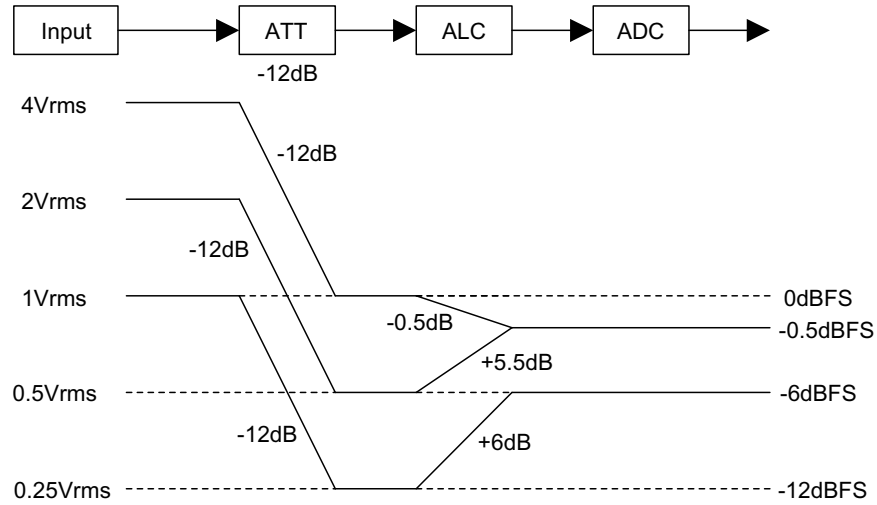 Input
ATT
ALC
ADC
-12dB
4Vrms
-12dB
2Vrms
-12dB
1Vrms
0dBFS
-0.5dB
-0.5dBFS
+5.5dB
0.5Vrms
-6dBFS
-12dB
+6dB
0.25Vrms
-12dBFS